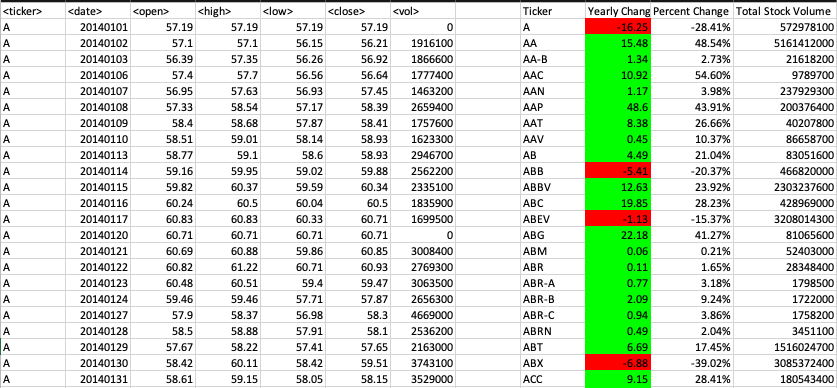 <ticker> <date> <open> <high> <low> <close> <vol> Ticker Yearly Chang Percent Change Total Stock Volume
A 20140101 57.19 57.19 57.19 57.19 0 A -16.25 -28.41% 572978100
A 20140102 57.1 57.1 56.15 56.21 1916100 AA 15.48 48.54% 5161412000
A 20140103 56.39 57.35 56.26 56.92 1866600 AA-B 1.34 2.73% 21618200
A 20140106 57.4 57.7 56.56 56.64 1777400 AAC 10.92 54.60% 9789700
A 20140107 56.95 57.63 56.93 57.45 1463200 AAN 1.17 3.98% 237929300
A 20140108 57.33 58.54 57.17 58.39 2659400 AAP 48.6 43.91% 200376400
A 20140109 58.4 58.68 57.87 58.41 1757600 AAT 8.38 26.66% 40207800
A 20140110 58.51 59.01 58.14 58.93 1623300 AAV 0.45 10.37% 86658700
A 20140113 58.77 59.1 58.6 58.93 2946700 AB 4.49 21.04% 83051600
A 20140114 59.16 59.95 59.02 59.88 2562200 ABB -5.41 -20.37% 466820000
A 20140115 59.82 60.37 59.59 60.34 2335100 ABBV 12.63 23.92% 2303237600
A 20140116 60.24 60.5 60.04 60.5 1835900 ABC 19.85 28.23% 428969000
A 20140117 60.83 60.83 60.33 60.71 1699500 ABEV -1.13 -15.37% 3208014300
A 20140120 60.71 60.71 60.71 60.71 0 ABG 22.18 41.27% 81065600
A 20140121 60.69 60.88 59.86 60.85 3008400 ABM 0.06 0.21% 52403000
A 20140122 60.82 61.22 60.71 60.93 2769300 ABR 0.11 1.65% 28348400
A 20140123 60.48 60.51 59.4 59.47 3063500 ABR-A 0.77 3.18% 1798500
A 20140124 59.46 59.46 57.71 57.87 2656300 ABR-B 2.09 9.24% 1722000
A 20140127 57.9 58.37 56.98 58.3 4669000 ABR-C 0.94 3.86% 1758200
A 20140128 58.5 58.88 57.91 58.1 2536200 ABRN 0.49 2.04% 3451100
A 20140129 57.67 58.22 57.41 57.65 2163000 ABT 6.69 17.45% 1516024700
A 20140130 58.42 60.11 58.42 59.51 3743100 ABX -6.88 -39.02% 3085372400
A 20140131 58.61 59.15 58.05 58.15 3529000 ACC 9.15 28.41% 180543400